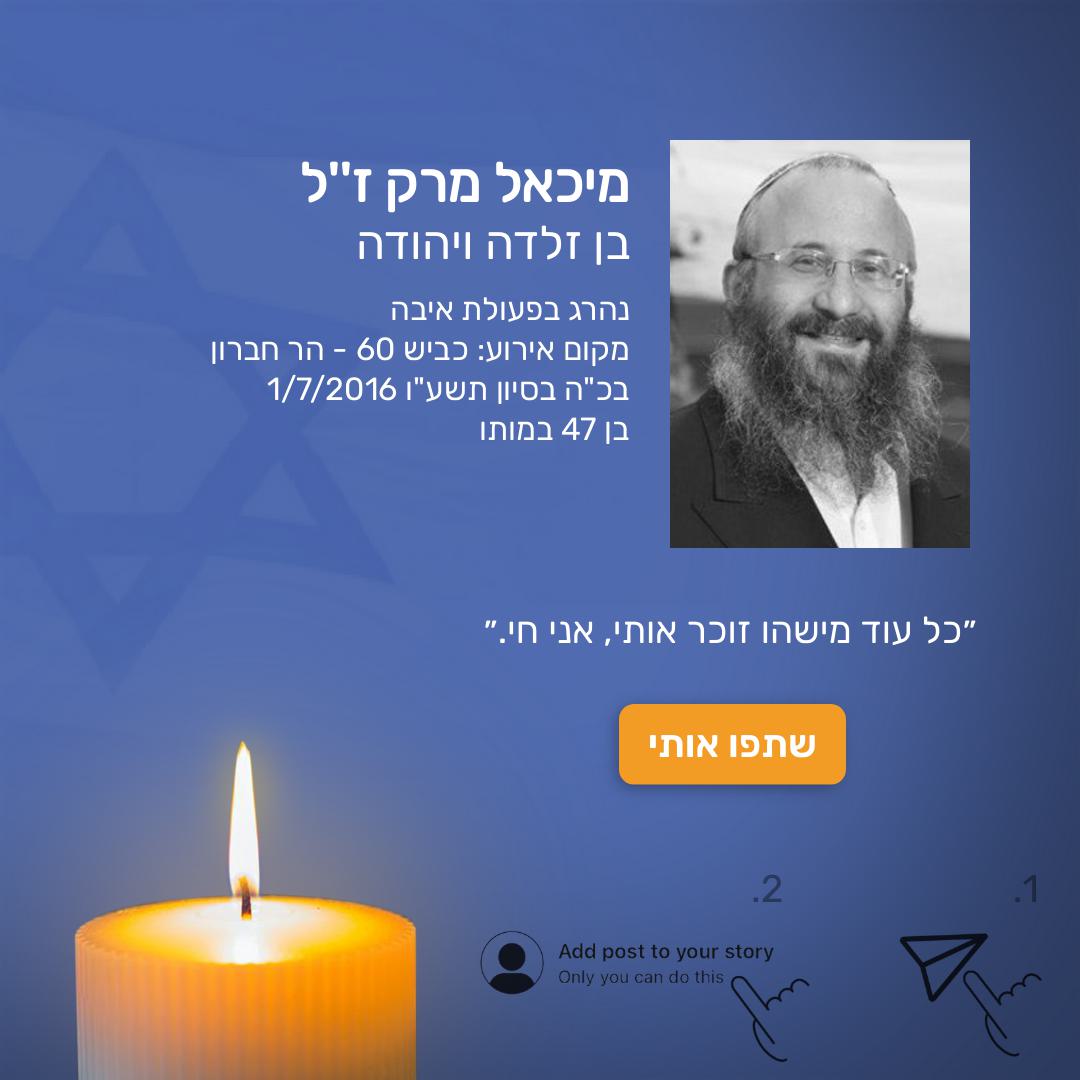 מיכאל מרק ז"ל
בן זלדה ויהודה
נהרג בפעולת איבה
מקום אירוע: כביש 60 - הר חברון
בכ"ה בסיון תשע"ו 1/7/2016
בן 47 במותו
״כל עוד מישהו זוכר אותי, אני חי.״
שתפו אותי
1.
2.
Add post to your story
Only you can do this